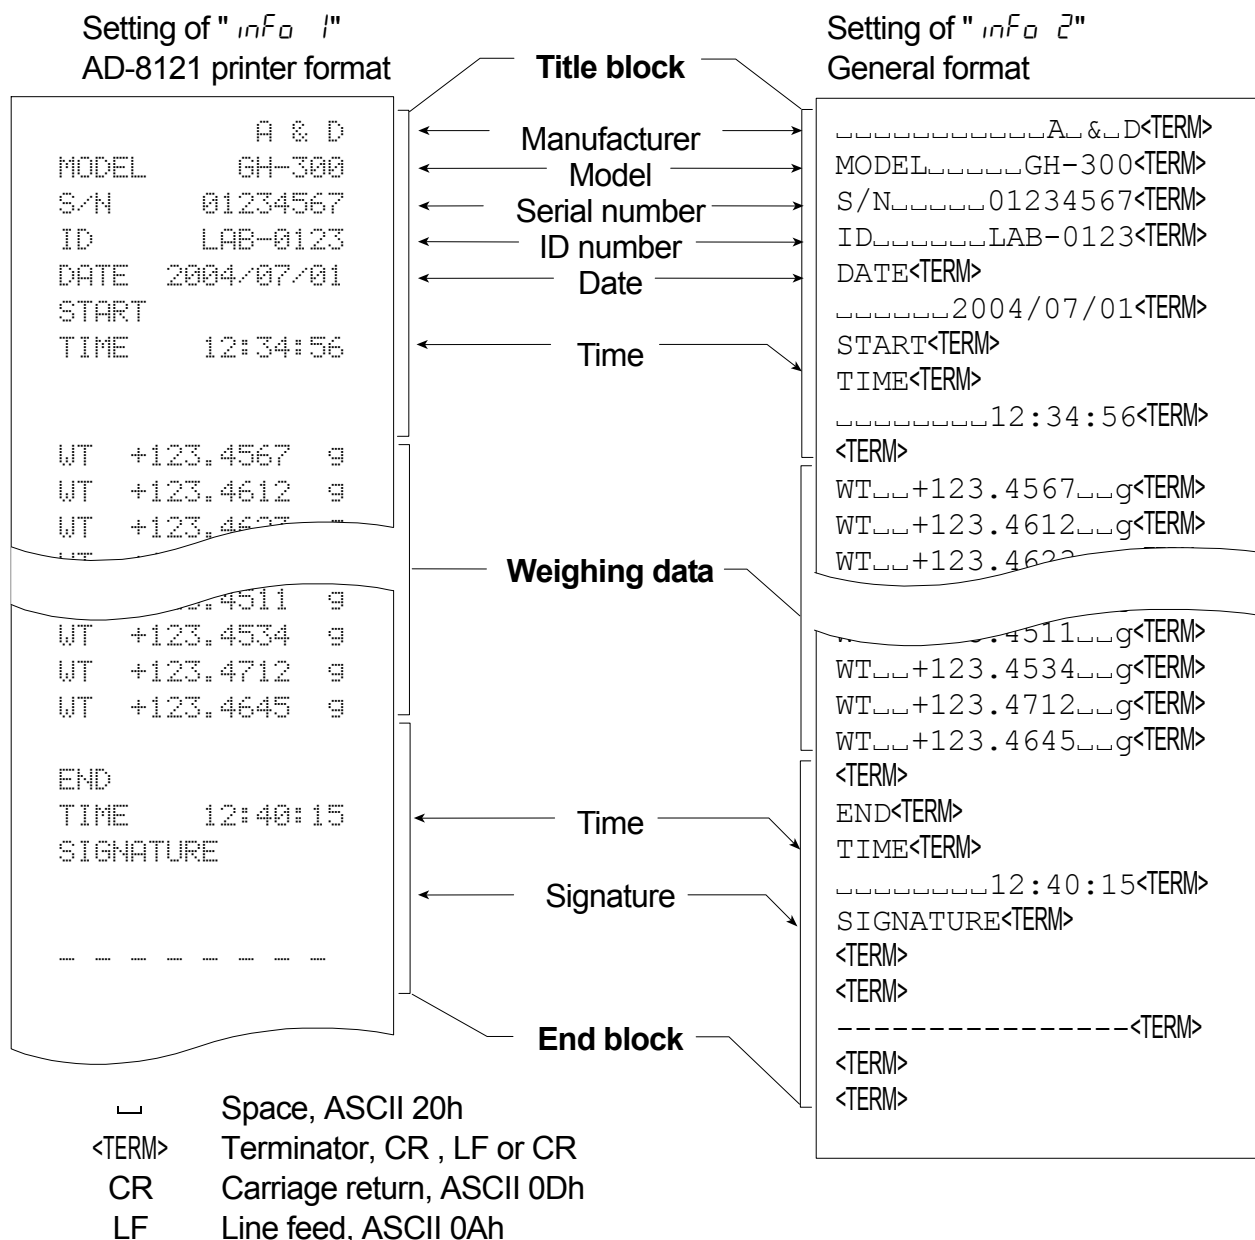 Setting of " info 1"
AD-8121 printer format
A & D
MODEL GH-300
S/N 01234567
ID LAB-0123
DATE 2004/07/01
START
TIME 12:34:56
WT +123.4567 g
WT +123.4612 g
WT +123.4623
.4511 g
WT +123.4534 g
WT +123.4712 g
WT +123.4645 g
END
TIME 12:40:15
SIGNATURE
_ _ _ _ _ _ _ _
Title block
Manufacturer
Model
Serial number
ID number
Date
Time
Weighing data
Time
Signature
End block
Setting of " info 2"
General format
␣␣␣␣␣␣␣␣␣␣␣A␣&␣D<TERM>
MODEL␣␣␣␣␣GH-300<TERM>
S/N␣␣␣␣␣01234567<TERM>
ID␣␣␣␣␣␣LAB-0123<TERM>
DATE<TERM>
␣␣␣␣␣␣2004/07/01<TERM>
START<TERM>
TIME<TERM>
␣␣␣␣␣␣␣␣12:34:56<TERM>
<TERM>
WT␣␣+123.4567␣␣g<TERM>
WT␣␣+123.4612␣␣g<TERM>
WT␣␣+123.4623
.4511␣␣g<TERM>
WT␣␣+123.4534␣␣g<TERM>
WT␣␣+123.4712␣␣g<TERM>
WT␣␣+123.4645␣␣g<TERM>
<TERM>
END<TERM>
TIME<TERM>
␣␣␣␣␣␣␣␣12:40:15<TERM>
SIGNATURE<TERM>
<TERM>
<TERM>
----------------<TERM>
<TERM>
<TERM>
␣ Space, ASCII 20h
<TERM> Terminator, CR , LF or CR
CR Carriage return, ASCII 0Dh
LF Line feed, ASCII 0Ah